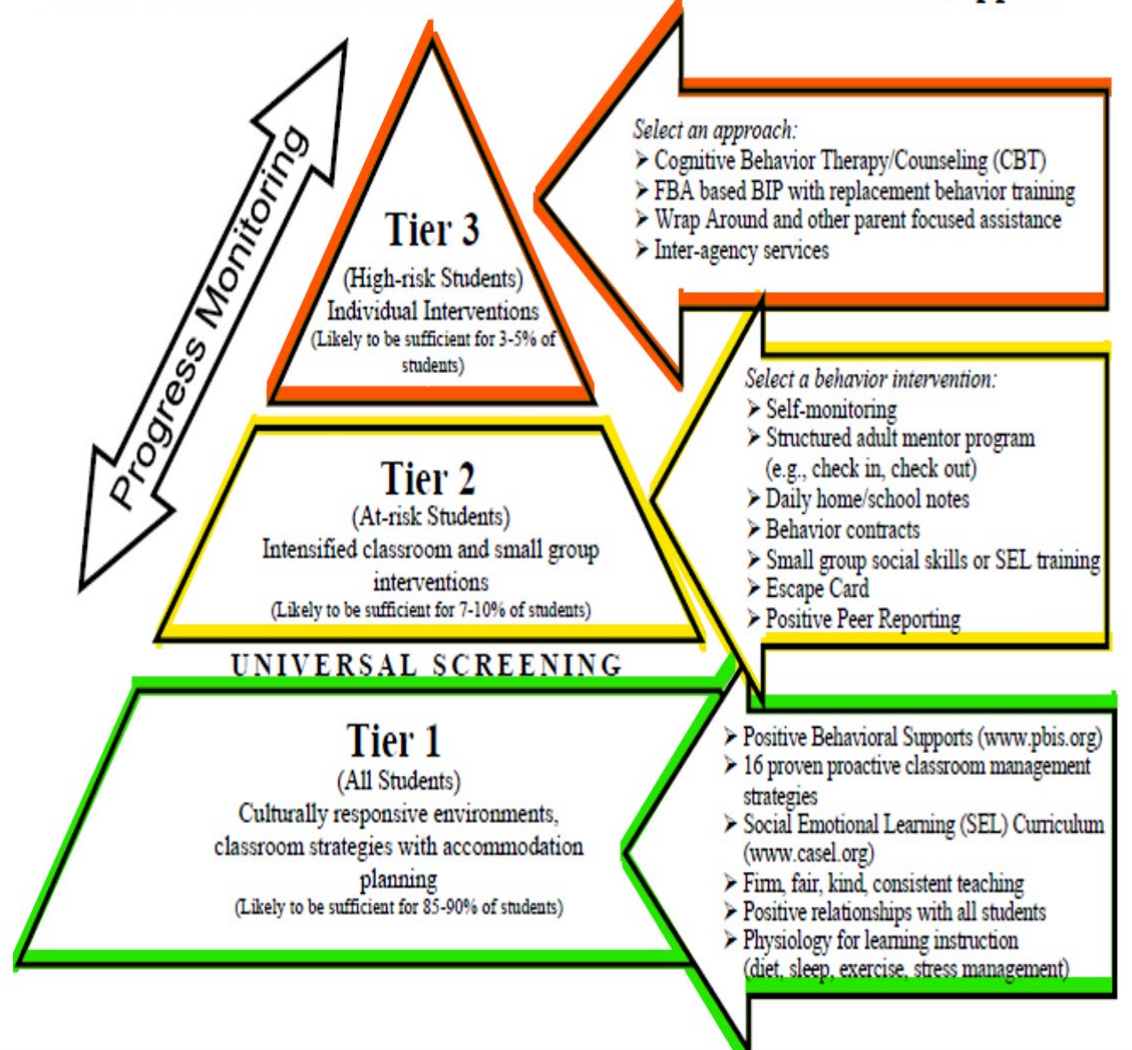 Progress Monitoring
Tier 3
(High-risk Students)
Individual Interventions
(Likely to be sufficient for 3-5% of
students)
Select an approach:
➢ Cognitive Behavior Therapy/Counseling (CBT)
➢ FBA based BIP with replacement behavior training
➢ Wrap Around and other parent focused assistance
➢ Inter-agency services
Tier 2
(At-risk Students)
Intensified classroom and small group
interventions
(Likely to be sufficient for 7-10% of students)
Select a behavior intervention:
➢ Self-monitoring
➢ Structured adult mentor program
(e.g., check in, check out)
➢ Daily home/school notes
➢ Behavior contracts
➢ Small group social skills or SEL training
➢ Escape Card
➢ Positive Peer Reporting
UNIVERSAL SCREENING
Tier 1
(All Students)
Culturally responsive environments,
classroom strategies with accommodation
planning
(Likely to be sufficient for 85-90% of students)
➢ Positive Behavioral Supports (www.pbis.org)
➢ 16 proven proactive classroom management
strategies
➢ Social Emotional Learning (SEL) Curriculum
(www.casel.org)
➢ Firm, fair, kind, consistent teaching
➢ Positive relationships with all students
➢ Physiology for learning instruction
(diet, sleep, exercise, stress management)